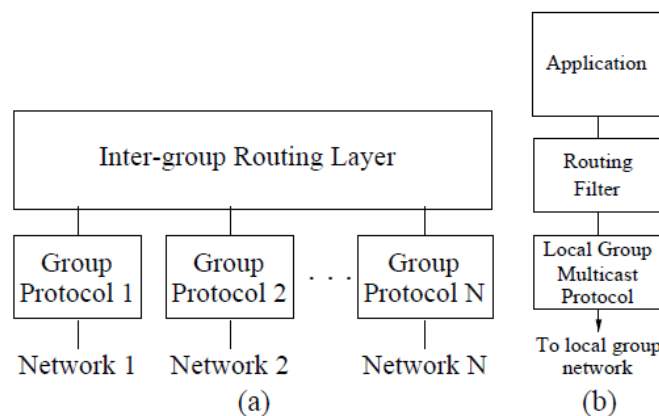 Inter-group Routing Layer
Group
Protocol 1
Group
Protocol 2
. . .
Group
Protocol N
Network 1
Network 2
Network N
(a)
Application
Routing
Filter
Local Group
Multicast
Protocol
To local group
network
(b)